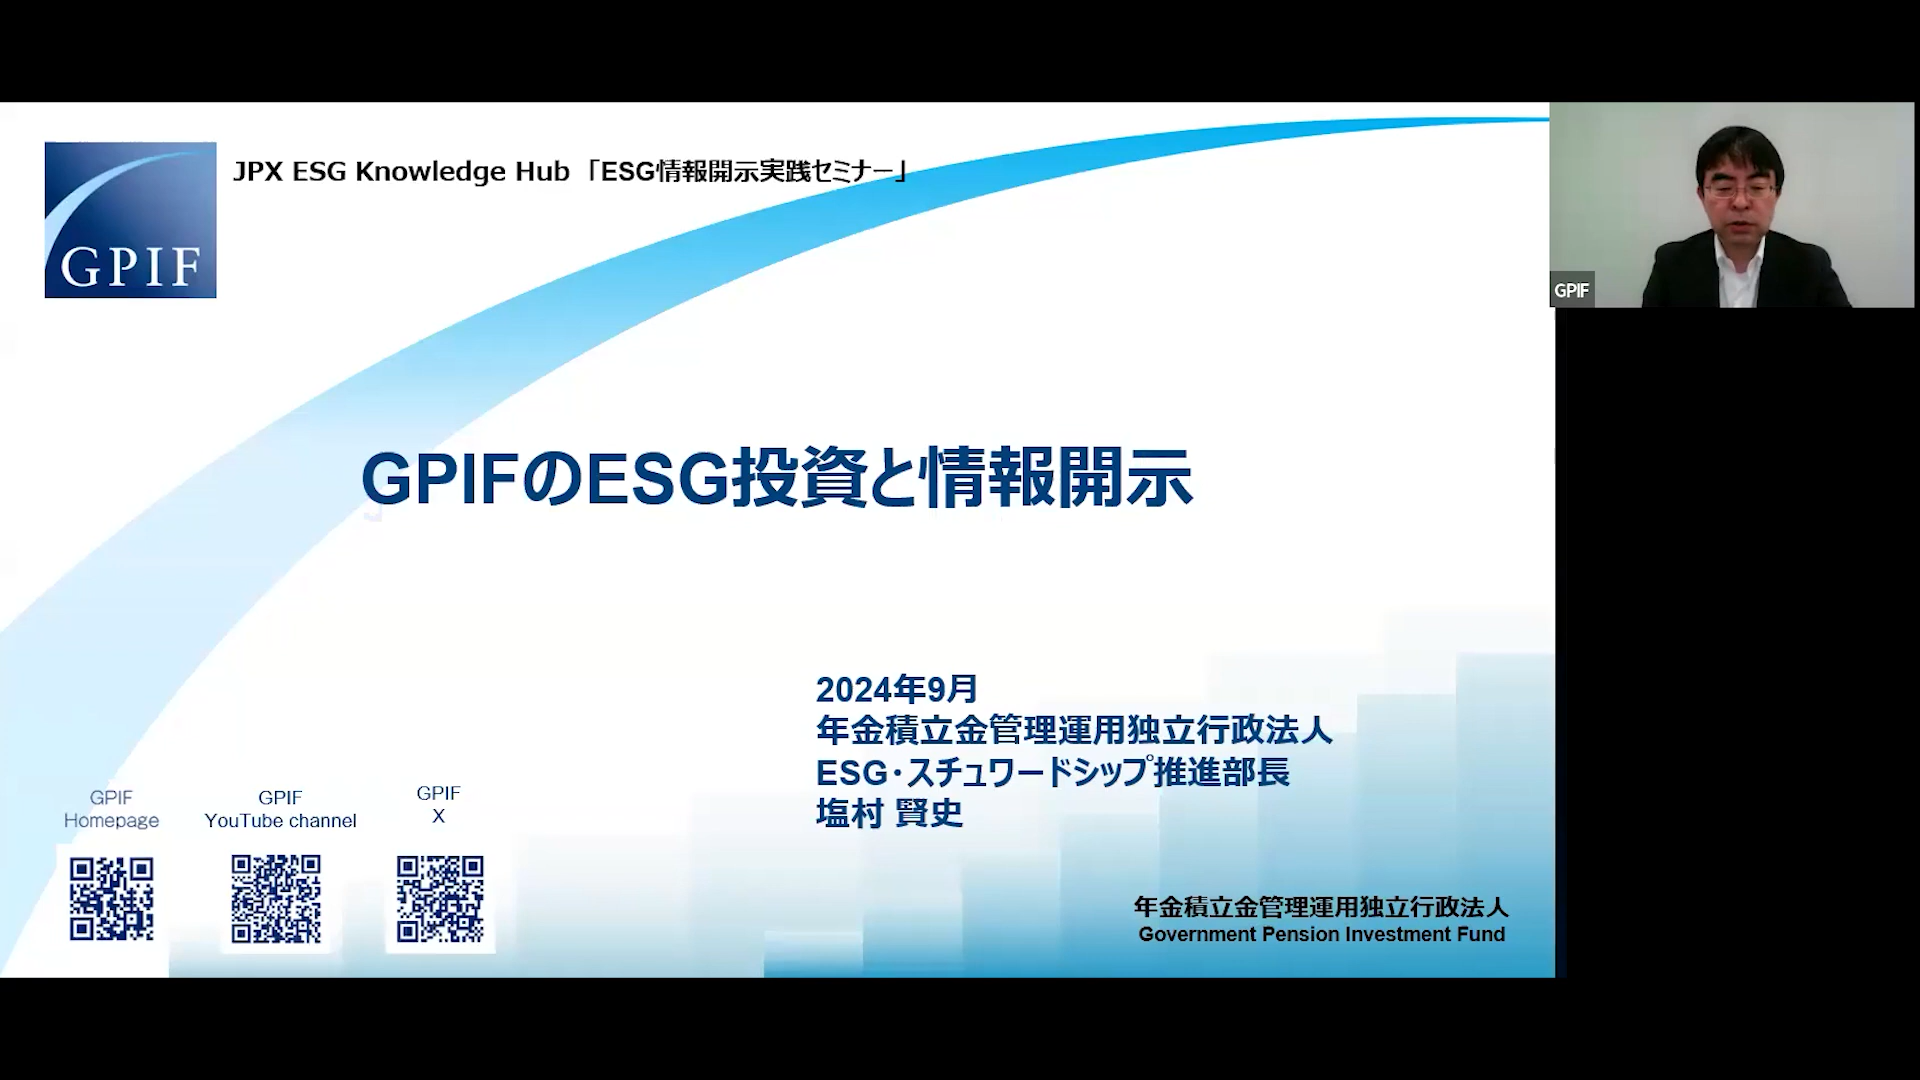 JPX ESG Knowledge Hub 「ESG情報開示実践セミナー」
GPIF
GPIF
GPIFのESG投資と情報開示
2024年9月
年金積立金管理運用独立行政法人
ESG・スチュワードシップ推進部長
塩村 賢史
GPIF
Homepage
GPIF
YouTube channel
GPIF
X
年金積立金管理運用独立行政法人
Government Pension Investment Fund